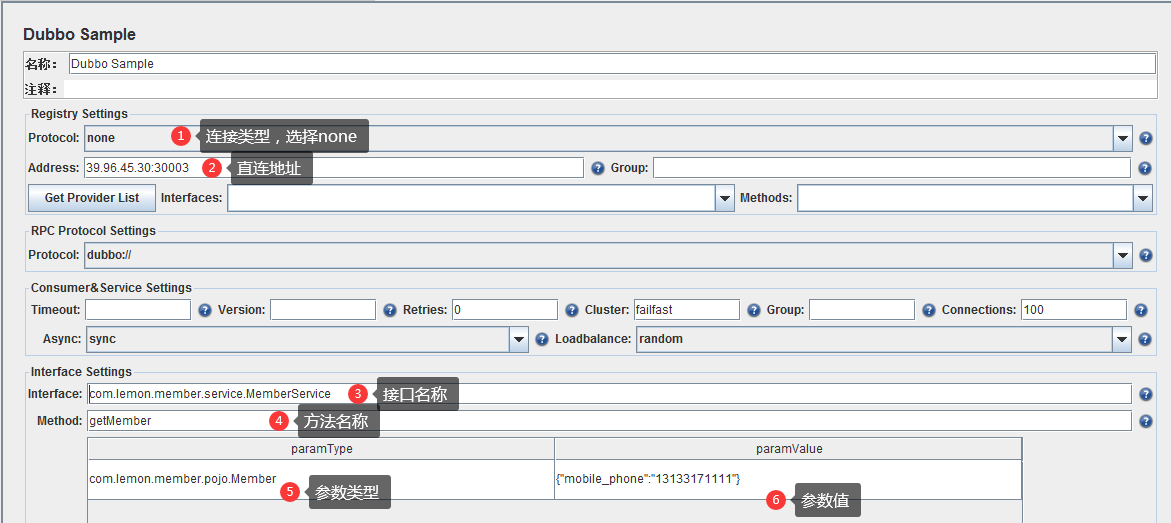 Dubbo Sample
名称： Dubbo Sample
注释：
Registry Settings
Protocol: none 1 连接类型，选择none
Address: 39.96.45.30:30003 2 直连地址 Group:
Get Provider List Interfaces: Methods:
RPC Protocol Settings
Protocol: dubbo://
Consumer&Service Settings
Timeout: Version: Retries: 0 Cluster: failfast Group: Connections: 100
Async: sync Loadbalance: random
Interface Settings
Interface: com.lemon.member.service.MemberService 3 接口名称
Method: getMember 4 方法名称
paramType paramValue
com.lemon.member.pojo.Member {"mobile_phone":"13133171111"}
5 参数类型 6 参数值